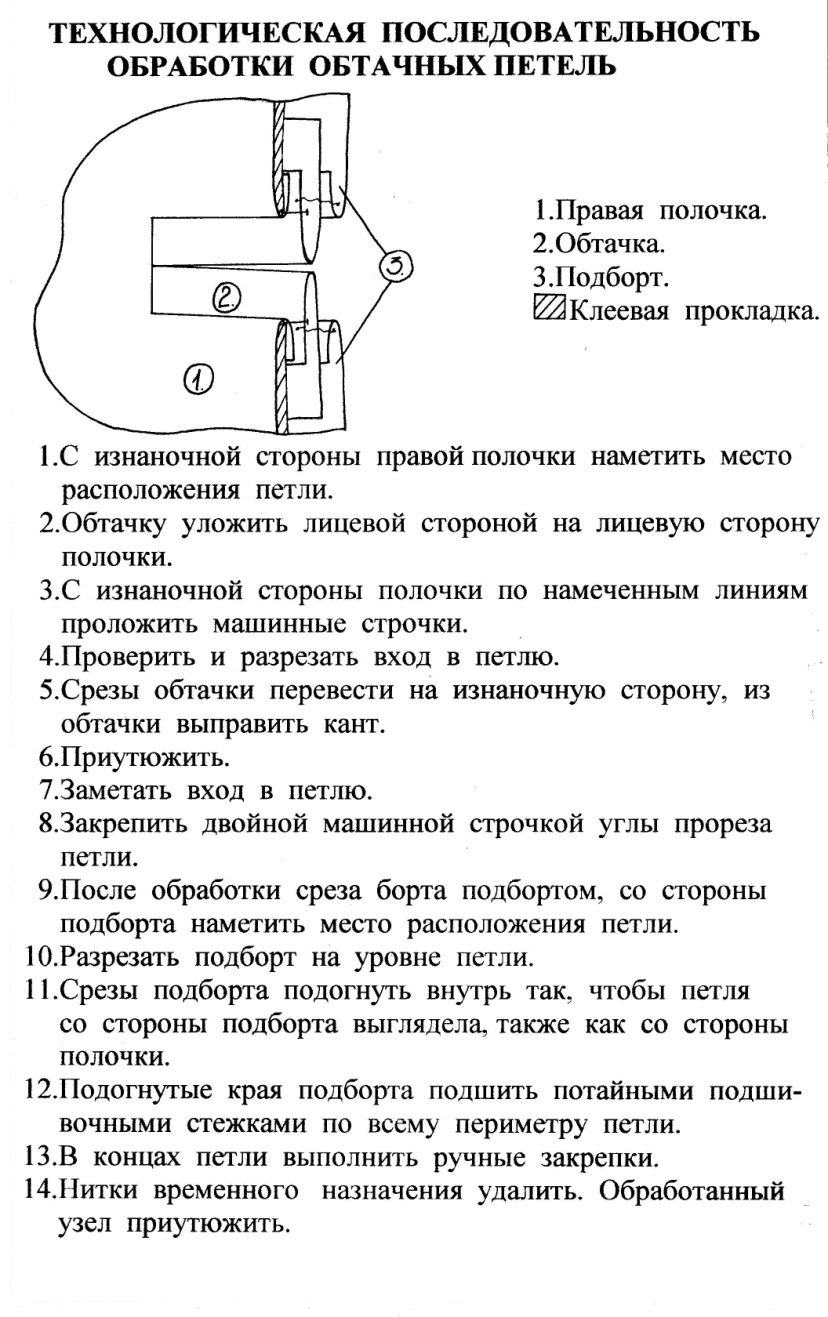 ТЕХНОЛОГИЧЕСКАЯ ПОСЛЕДОВАТЕЛЬНОСТЬ
ОБРАБОТКИ ОБТАЧНЫХ ПЕТЕЛЬ
1.Правая полочка.
2.Обтачка.
3.Подборт.
Клеевая прокладка.
3.
2.
1.
1.С изнаночной стороны правой полочки наметить место
расположения петли.
2.Обтачку уложить лицевой стороной на лицевую сторону
полочки.
3.С изнаночной стороны полочки по намеченным линиям
проложить машинные строчки.
4.Проверить и разрезать вход в петлю.
5.Срезы обтачки перевести на изнаночную сторону, из
обтачки выправить кант.
6.Приутюжить.
7.Заметать вход в петлю.
8.Закрепить двойной машинной строчкой углы прореза
петли.
9.После обработки среза борта подбортом, со стороны
подборта наметить место расположения петли.
10.Разрезать подборт на уровне петли.
11.Срезы подборта подогнуть внутрь так, чтобы петля
со стороны подборта выглядела, также как со стороны
полочки.
12.Подогнутые края подборта подшить потайными подши-
вочными стежками по всему периметру петли.
13.В концах петли выполнить ручные закрепки.
14.Нитки временного назначения удалить. Обработанный
узел приутюжить.